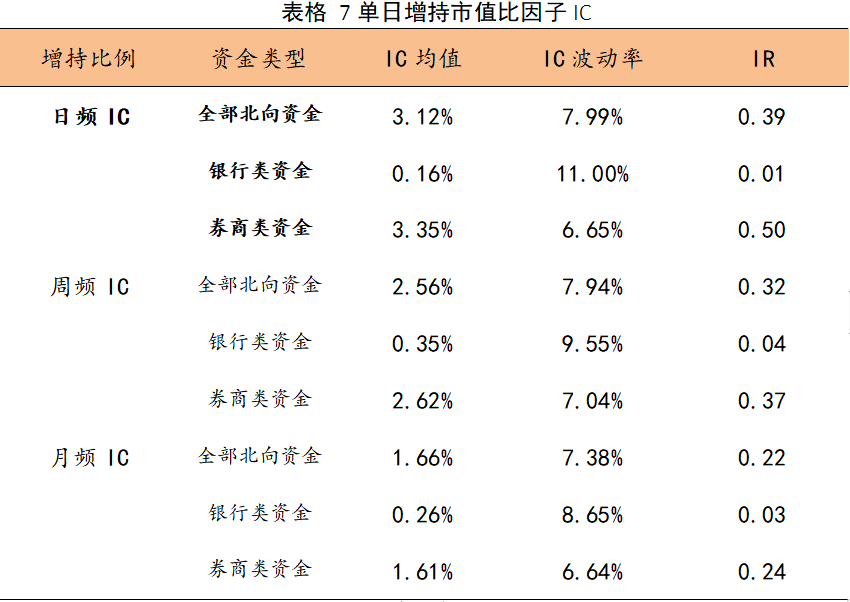 表格 7 单日增持市值比因子 IC
增持比例 资金类型 IC 均值 IC 波动率 IR
日频 IC 全部北向资金 3.12% 7.99% 0.39
银行类资金 0.16% 11.00% 0.01
券商类资金 3.35% 6.65% 0.50
周频 IC 全部北向资金 2.56% 7.94% 0.32
银行类资金 0.35% 9.55% 0.04
券商类资金 2.62% 7.04% 0.37
月频 IC 全部北向资金 1.66% 7.38% 0.22
银行类资金 0.26% 8.65% 0.03
券商类资金 1.61% 6.64% 0.24